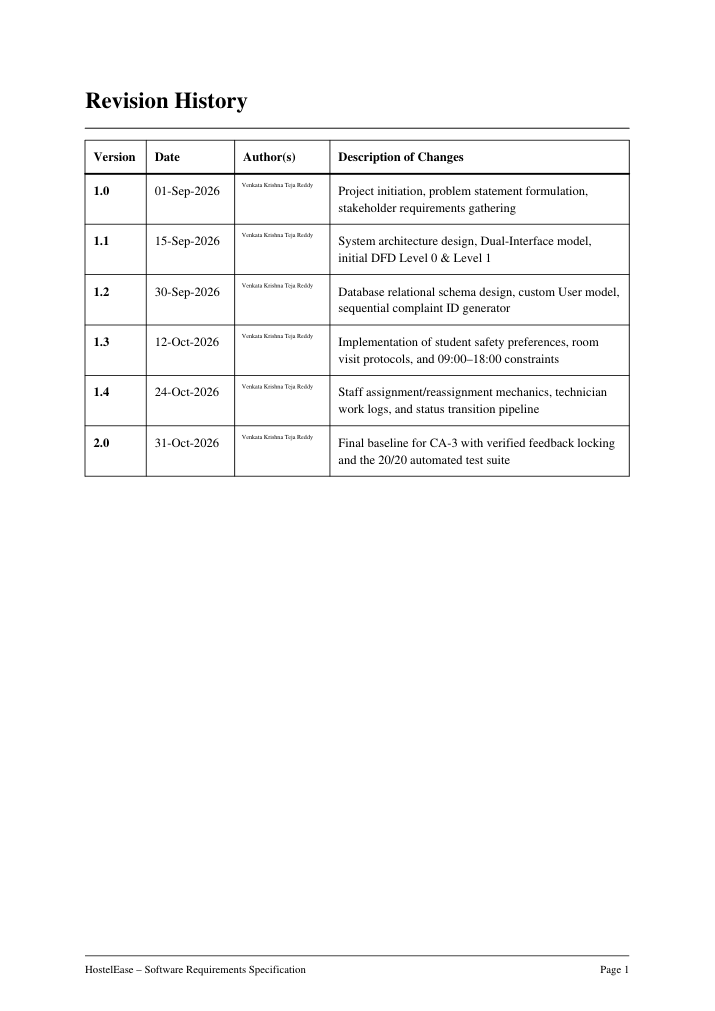 Revision History
Version Date Author(s) Description of Changes
1.0 01-Sep-2026 Venkata Krishna Teja Reddy Project initiation, problem statement formulation,
stakeholder requirements gathering
1.1 15-Sep-2026 Venkata Krishna Teja Reddy System architecture design, Dual-Interface model,
initial DFD Level 0 & Level 1
1.2 30-Sep-2026 Venkata Krishna Teja Reddy Database relational schema design, custom User model,
sequential complaint ID generator
1.3 12-Oct-2026 Venkata Krishna Teja Reddy Implementation of student safety preferences, room
visit protocols, and 09:00–18:00 constraints
1.4 24-Oct-2026 Venkata Krishna Teja Reddy Staff assignment/reassignment mechanics, technician
work logs, and status transition pipeline
2.0 31-Oct-2026 Venkata Krishna Teja Reddy Final baseline for CA-3 with verified feedback locking
and the 20/20 automated test suite
HostelEase – Software Requirements Specification Page 1